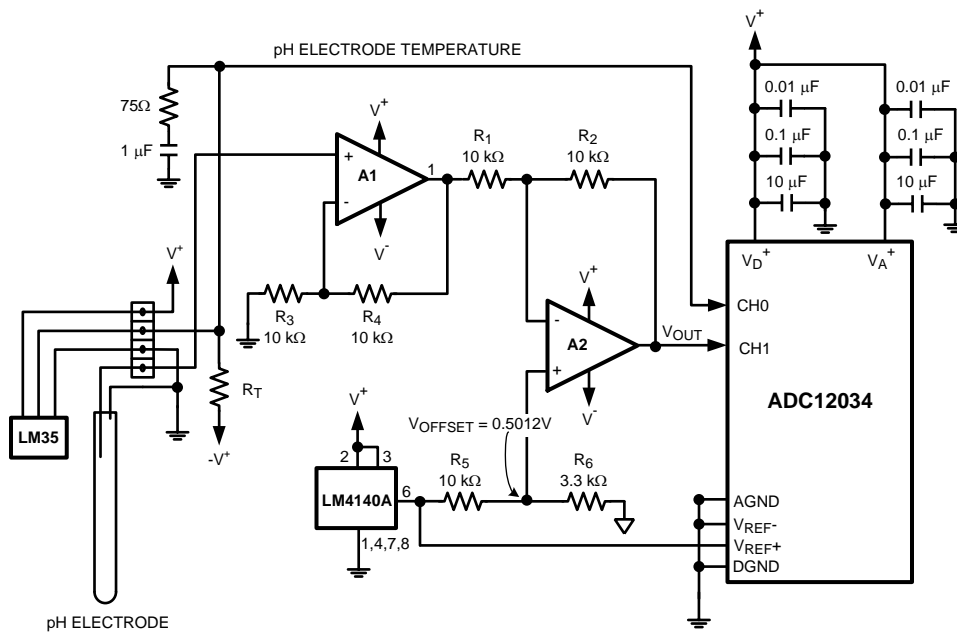 V+
pH ELECTRODE TEMPERATURE
0.01 µF
0.01 µF
75Ω
V+
R1
10 kΩ
R2
10 kΩ
0.1 µF
0.1 µF
1 µF
+
A1
1
-
10 µF
10 µF
V-
V+
VD+
VA+
V+
R3
10 kΩ
R4
10 kΩ
CH0
-
A2
+
VOUT
CH1
RT
V-
ADC12034
V+
LM35
VOFFSET = 0.5012V
-V+
2
3
R5
10 kΩ
R6
3.3 kΩ
LM4140A
6
AGND
VREF-
VREF+
DGND
1,4,7,8
pH ELECTRODE